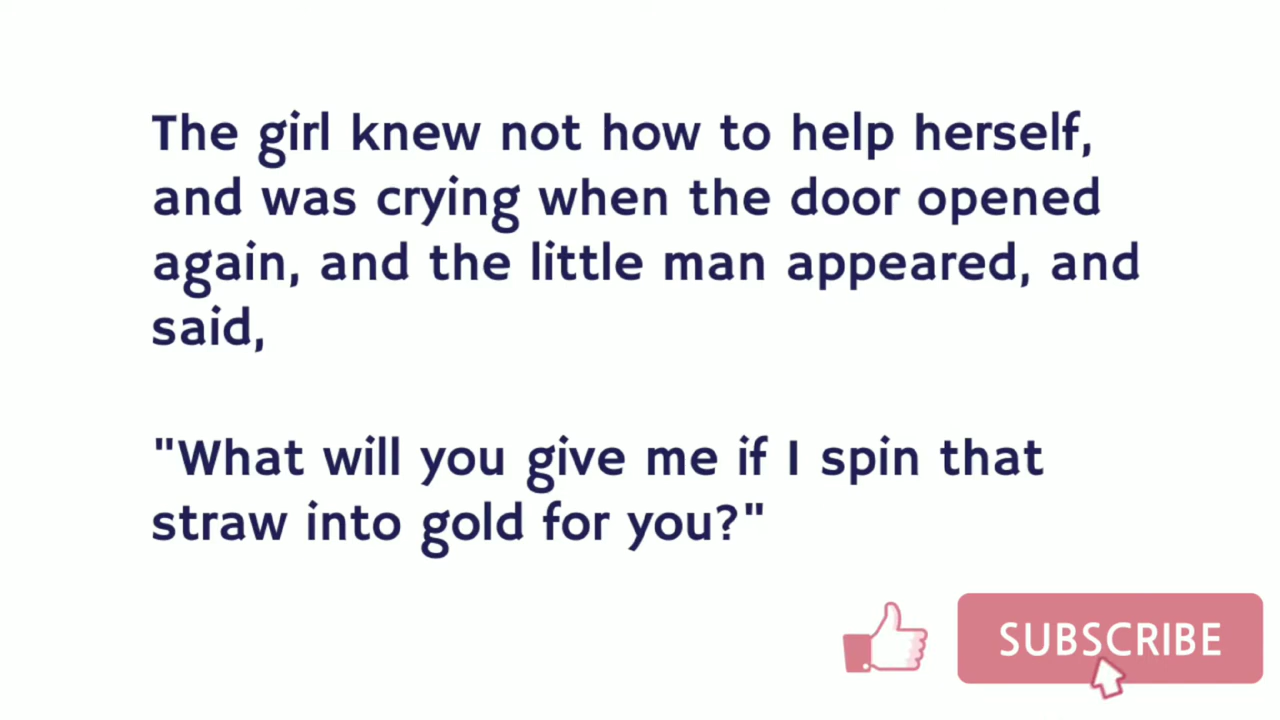 The girl knew not how to help herself,
and was crying when the door opened
again, and the little man appeared, and
said,
"What will you give me if I spin that
straw into gold for you?"
SUBSCRIBE